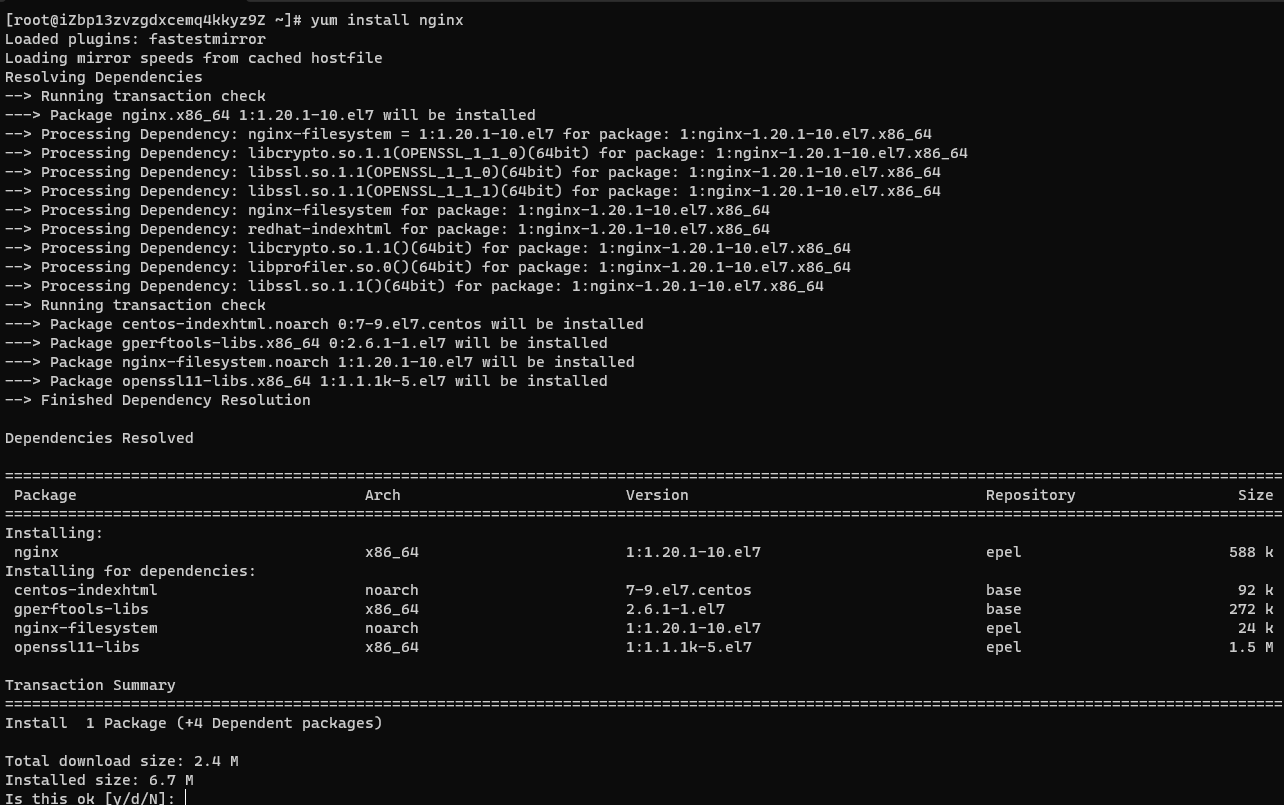 [root@iZbp13zvzgdxcemq4kkyz9Z ~]# yum install nginx
Loaded plugins: fastestmirror
Loading mirror speeds from cached hostfile
Resolving Dependencies
--> Running transaction check
---> Package nginx.x86_64 1:1.20.1-10.el7 will be installed
--> Processing Dependency: nginx-filesystem = 1:1.20.1-10.el7 for package: 1:nginx-1.20.1-10.el7.x86_64
--> Processing Dependency: libcrypto.so.1.1(OPENSSL_1_1_0)(64bit) for package: 1:nginx-1.20.1-10.el7.x86_64
--> Processing Dependency: libssl.so.1.1(OPENSSL_1_1_0)(64bit) for package: 1:nginx-1.20.1-10.el7.x86_64
--> Processing Dependency: libssl.so.1.1(OPENSSL_1_1_1)(64bit) for package: 1:nginx-1.20.1-10.el7.x86_64
--> Processing Dependency: nginx-filesystem for package: 1:nginx-1.20.1-10.el7.x86_64
--> Processing Dependency: redhat-indexhtml for package: 1:nginx-1.20.1-10.el7.x86_64
--> Processing Dependency: libcrypto.so.1.1()(64bit) for package: 1:nginx-1.20.1-10.el7.x86_64
--> Processing Dependency: libprofiler.so.0()(64bit) for package: 1:nginx-1.20.1-10.el7.x86_64
--> Processing Dependency: libssl.so.1.1()(64bit) for package: 1:nginx-1.20.1-10.el7.x86_64
--> Running transaction check
---> Package centos-indexhtml.noarch 0:7-9.el7.centos will be installed
---> Package gperftools-libs.x86_64 0:2.6.1-1.el7 will be installed
---> Package nginx-filesystem.noarch 1:1.20.1-10.el7 will be installed
---> Package openssl11-libs.x86_64 1:1.1.1k-5.el7 will be installed
--> Finished Dependency Resolution
Dependencies Resolved
Package Arch Version Repository Size
Installing:
nginx x86_64 1:1.20.1-10.el7 epel 588 k
Installing for dependencies:
centos-indexhtml noarch 7-9.el7.centos base 92 k
gperftools-libs x86_64 2.6.1-1.el7 base 272 k
nginx-filesystem noarch 1:1.20.1-10.el7 epel 24 k
openssl11-libs x86_64 1:1.1.1k-5.el7 epel 1.5 M
Transaction Summary
Install 1 Package (+4 Dependent packages)
Total download size: 2.4 M
Installed size: 6.7 M
Is this ok [y/d/N]: